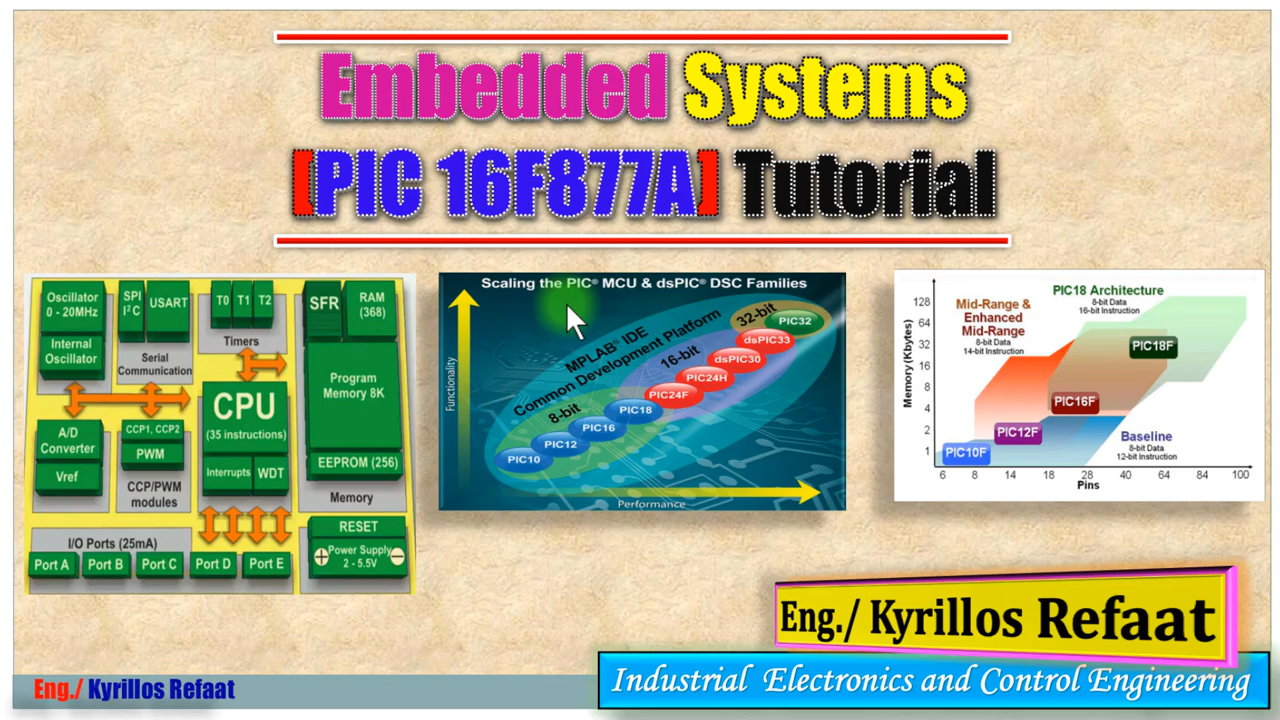 Embedded Systems
[PIC 16F877A] Tutorial
Oscillator
0 - 20MHz
Internal
Oscillator
SPI
I²C
USART
Serial
Communication
T0 T1 T2
Timers
SFR
RAM
(368)
Program
Memory 8K
EEPROM (256)
Memory
CPU
(35 instructions)
Interrupts
WDT
A/D
Converter
Vref
CCP1, CCP2
PWM
CCP/PWM
modules
I/O Ports (25mA)
Port A Port B Port C Port D Port E
RESET
+ Power Supply −
2 - 5.5V
Scaling the PIC® MCU & dsPIC® DSC Families
Functionality
MPLAB® IDE
Common Development Platform
32-bit
PIC32
dsPIC33
16-bit
dsPIC30
PIC24H
PIC24F
8-bit
PIC18
PIC16
PIC12
PIC10
Performance
Memory (Kbytes)
128
64
32
16
8
4
2
1
PIC18 Architecture
8-bit Data
16-bit Instruction
Mid-Range &
Enhanced
Mid-Range
8-bit Data
14-bit Instruction
PIC18F
PIC16F
PIC12F
PIC10F
Baseline
8-bit Data
12-bit Instruction
6 8 14 18 28 40 64 84 100
Pins
Eng./ Kyrillos Refaat
Industrial Electronics and Control Engineering
Eng./ Kyrillos Refaat